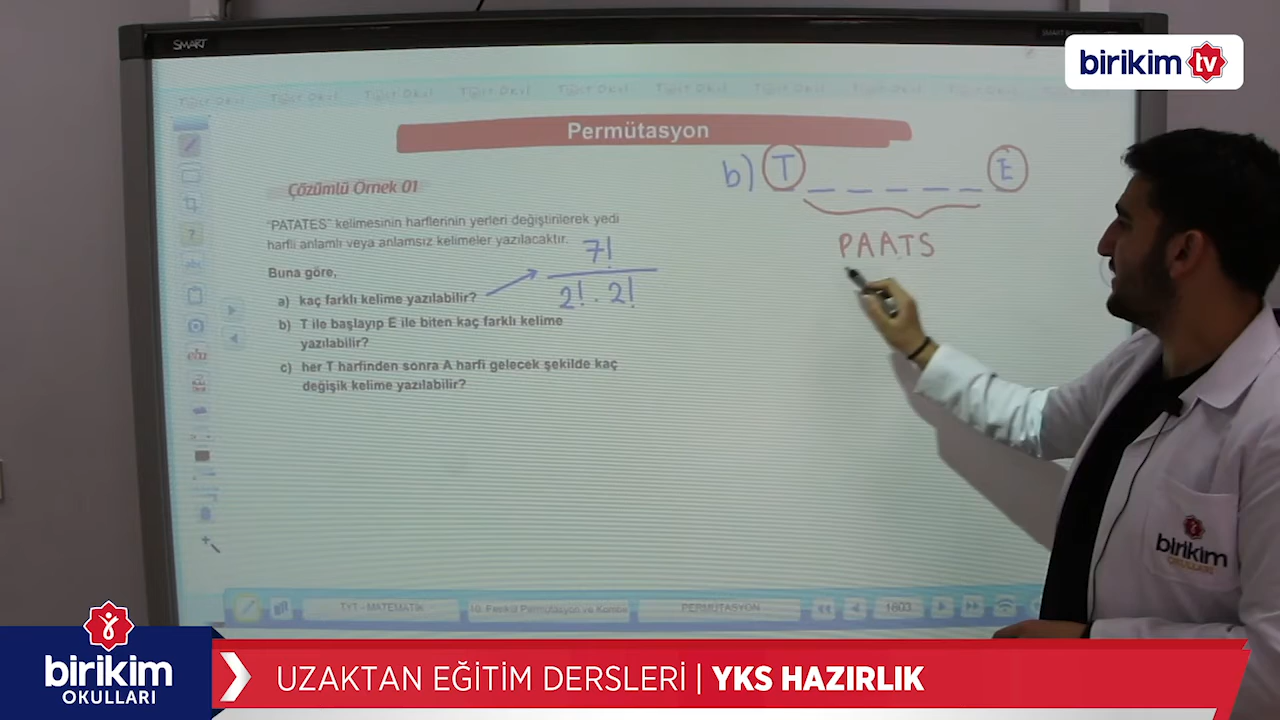 SMART
birikim tv
Permütasyon
Çözümlü Örnek 01
"PATATES" kelimesinin harflerinin yerleri değiştirilerek yedi
harfli anlamlı veya anlamsız kelimeler yazılacaktır.
Buna göre,
a) kaç farklı kelime yazılabilir?
7!
2! . 2!
b) T ile başlayıp E ile biten kaç farklı kelime
yazılabilir?
c) her T harfinden sonra A harfi gelecek şekilde kaç
değişik kelime yazılabilir?
b) T _ _ _ _ _ E
PAATS
TYT - MATEMATİK
PERMÜTASYON
1603
birikim
OKULLARI
birikim
OKULLARI
UZAKTAN EĞİTİM DERSLERİ | YKS HAZIRLIK